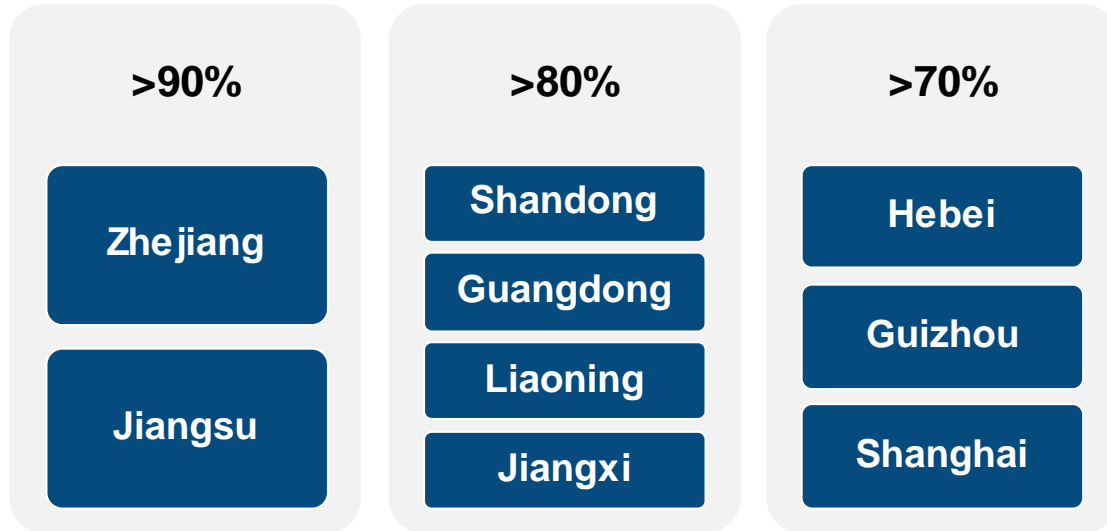 >90%
Zhejiang
Jiangsu
>80%
Shandong
Guangdong
Liaoning
Jiangxi
>70%
Hebei
Guizhou
Shanghai